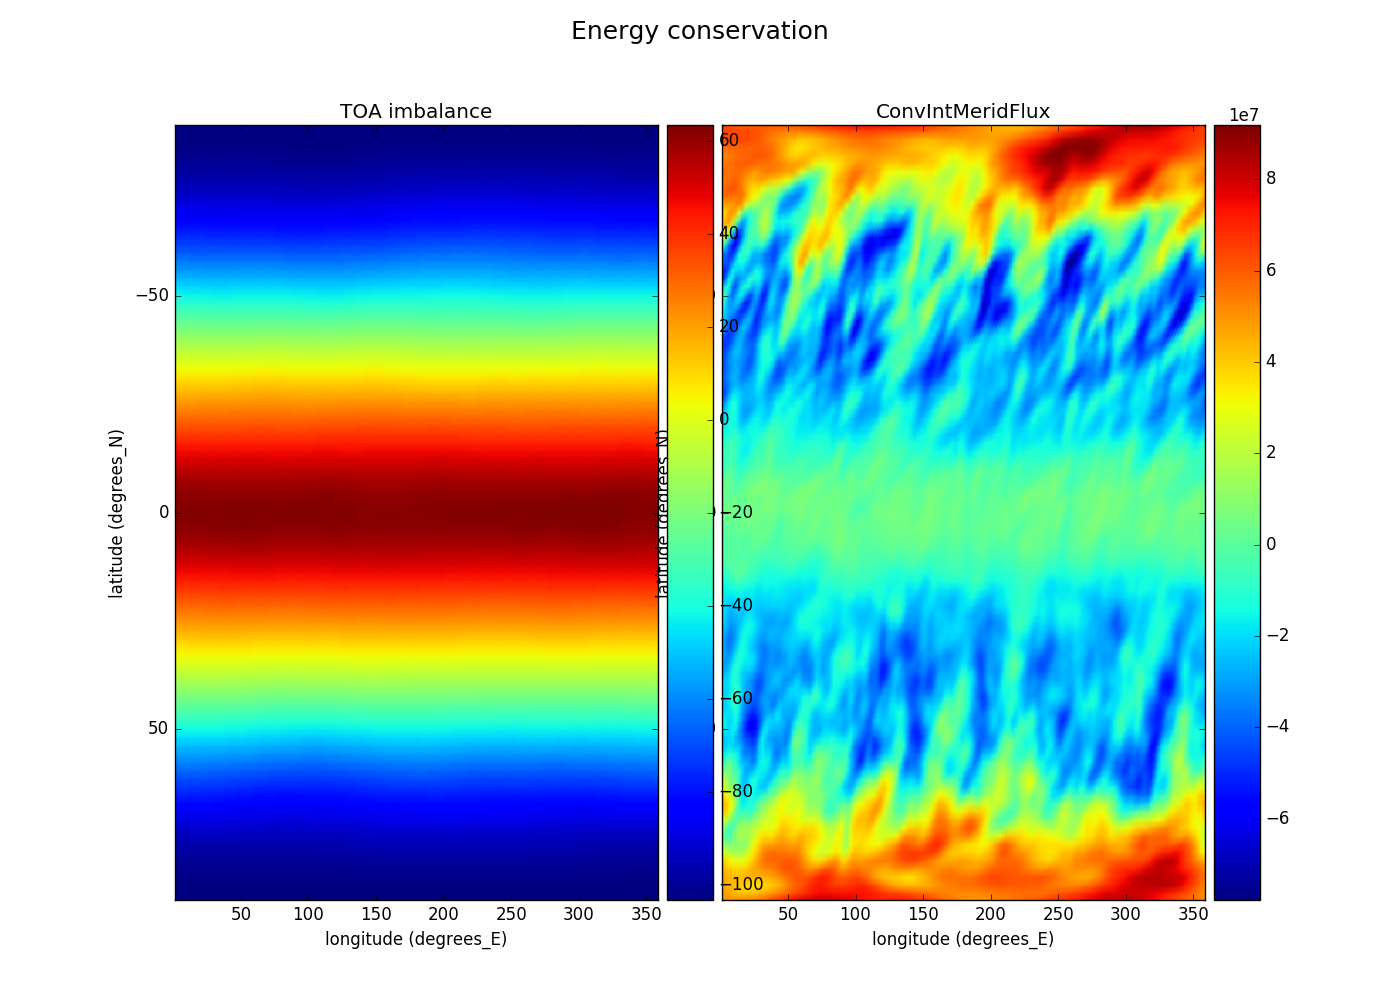 Energy conservation
TOA imbalance
ConvIntMeridFlux
1e7
−50
0
50
latitude (degrees_N)
50 100 150 200 250 300 350
longitude (degrees_E)
60
40
20
0
−20
−40
−60
−80
−100
latitude (degrees_N)
50 100 150 200 250 300 350
longitude (degrees_E)
8
6
4
2
0
−2
−4
−6